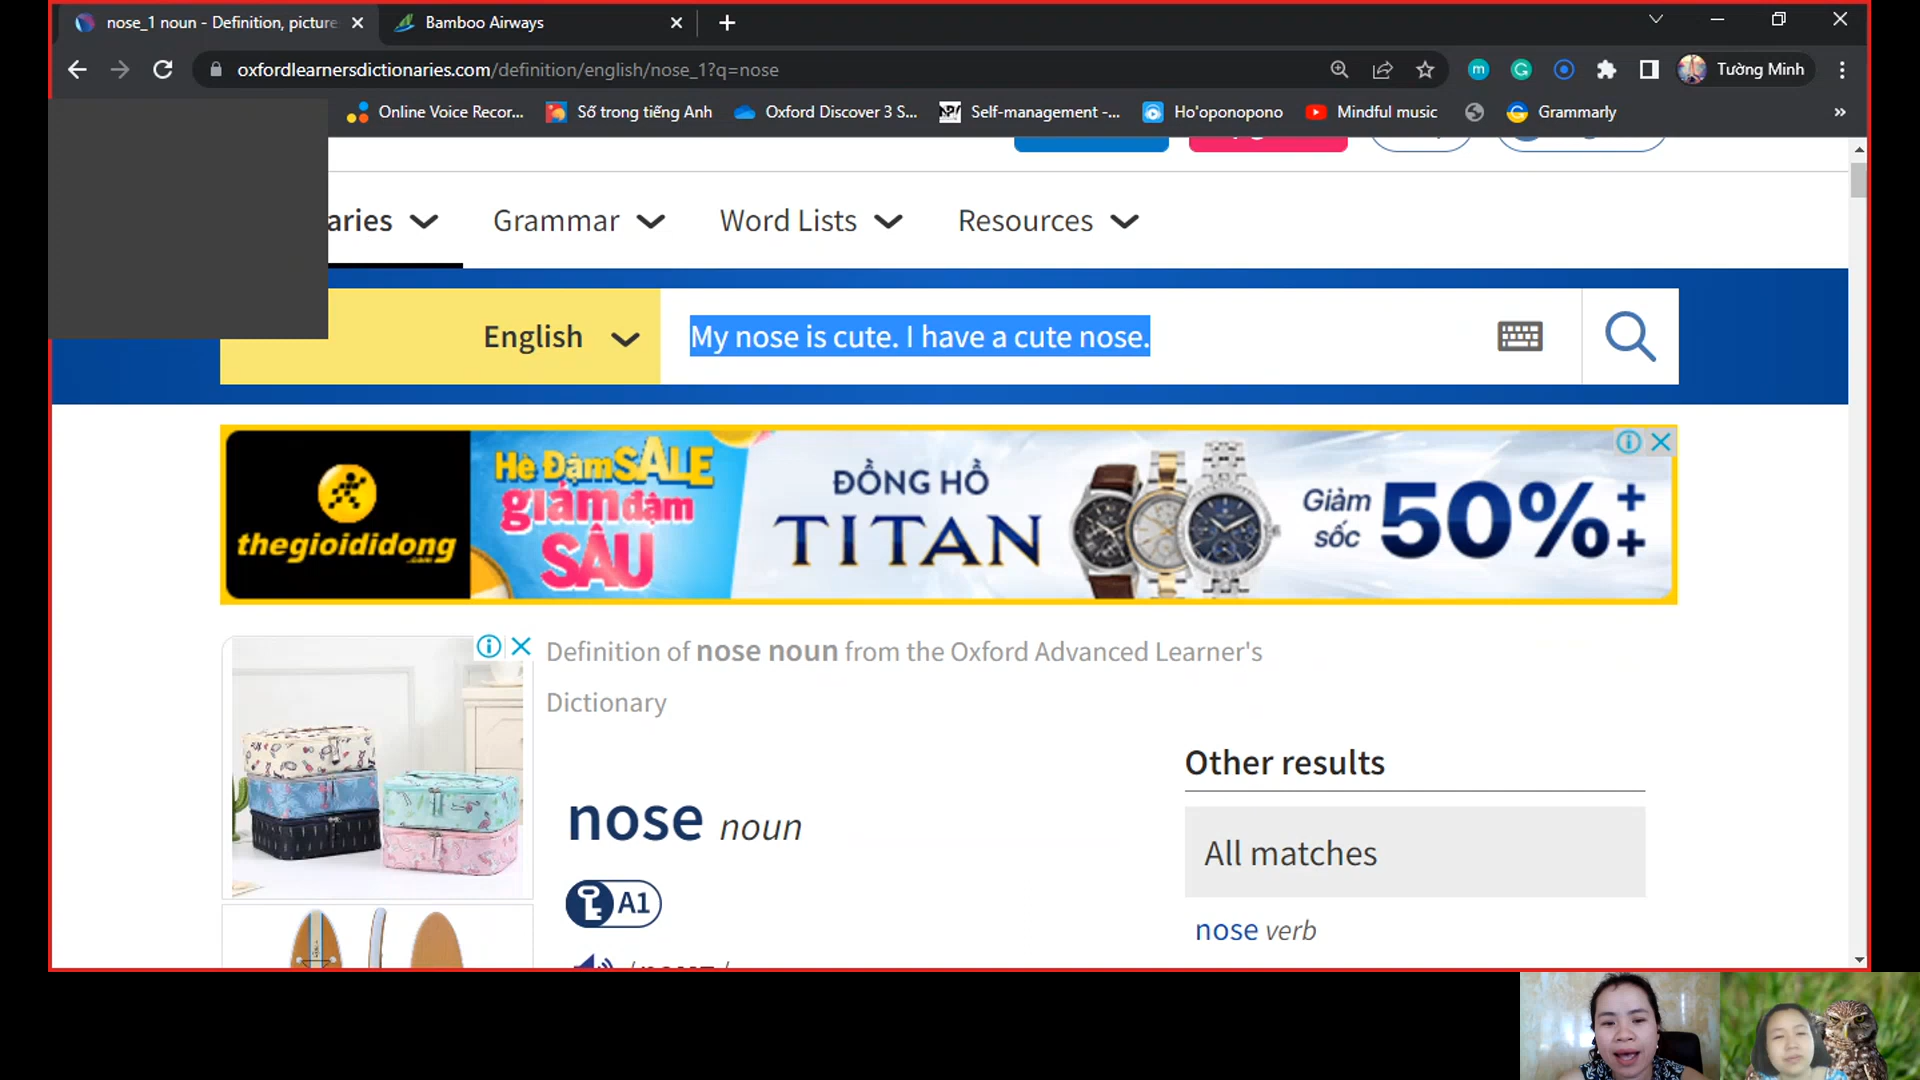 nose_1 noun - Definition, picture
Bamboo Airways
oxfordlearnersdictionaries.com/definition/english/nose_1?q=nose
Tường Minh
Online Voice Recor...
Số trong tiếng Anh
Oxford Discover 3 S...
Self-management -...
Ho'oponopono
Mindful music
Grammarly
aries
Grammar
Word Lists
Resources
English
My nose is cute. I have a cute nose.
thegioididong
.com
Hè Đậm SALE
giảm đậm
SÂU
ĐỒNG HỒ
TITAN
Giảm
sốc
50%++
Definition of nose noun from the Oxford Advanced Learner's
Dictionary
nose noun
A1
Other results
All matches
nose verb